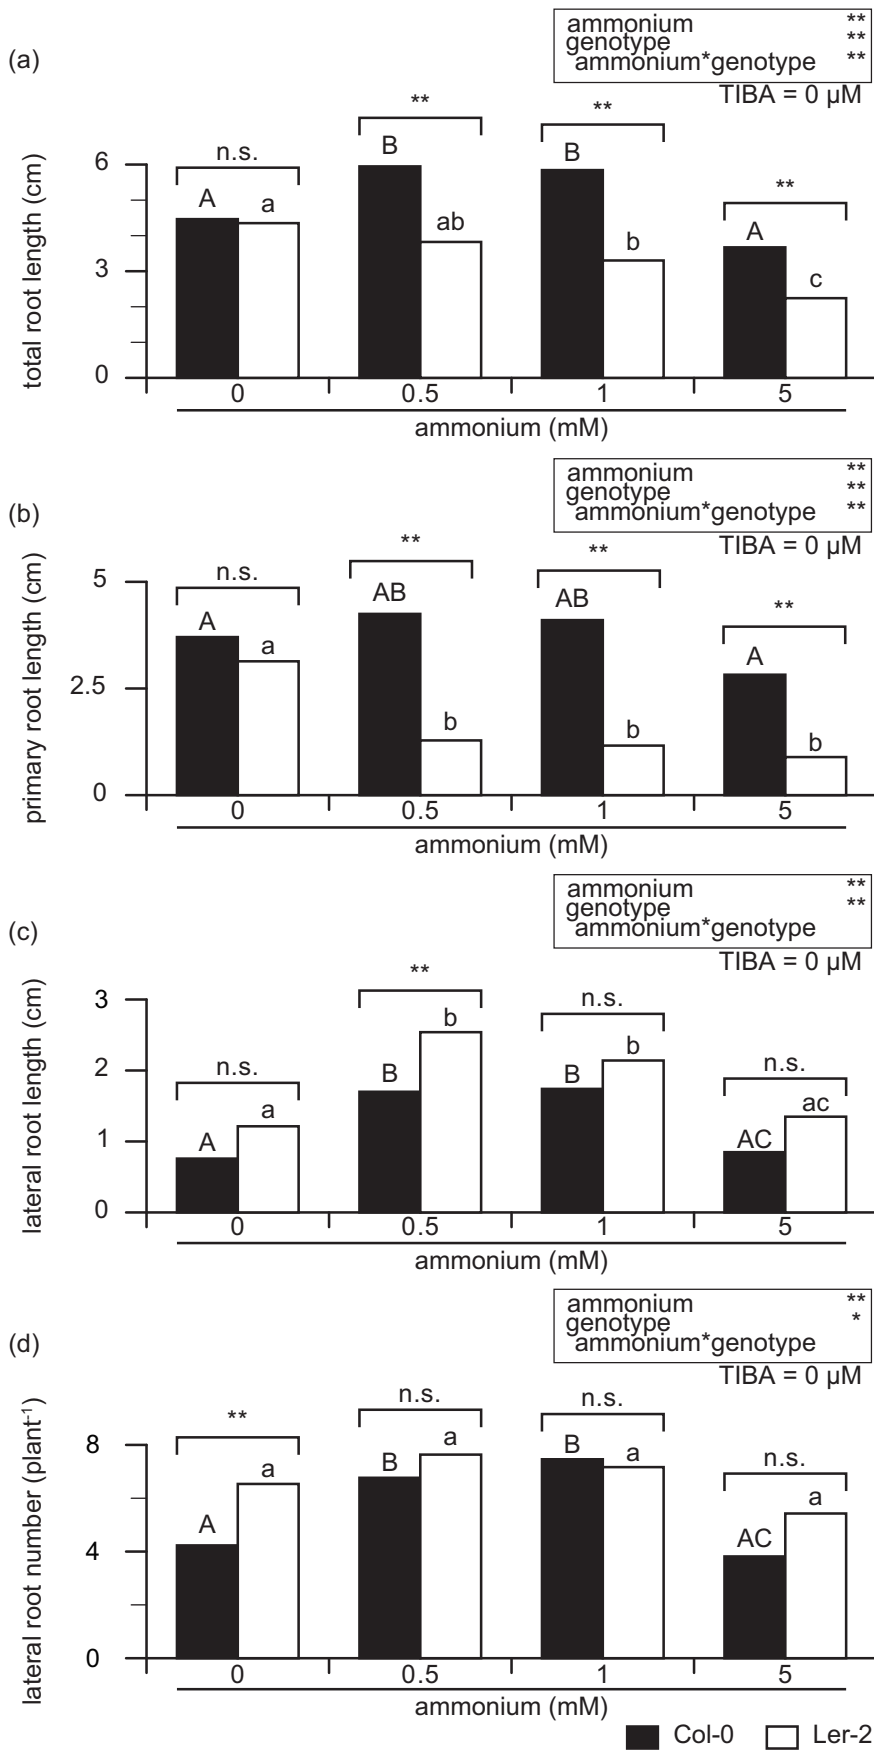 (a)
ammonium **
genotype **
ammonium*genotype **
TIBA = 0 µM
total root length (cm)
6
3
0
n.s.
**
**
**
A
a
B
ab
B
b
A
c
0 0.5 1 5
ammonium (mM)
(b)
ammonium **
genotype **
ammonium*genotype **
TIBA = 0 µM
primary root length (cm)
5
2.5
0
n.s.
**
**
**
A
a
AB
b
AB
b
A
b
0 0.5 1 5
ammonium (mM)
(c)
ammonium **
genotype **
ammonium*genotype
TIBA = 0 µM
lateral root length (cm)
3
2
1
0
n.s.
**
n.s.
n.s.
A
a
B
b
B
b
AC
ac
0 0.5 1 5
ammonium (mM)
(d)
ammonium **
genotype *
ammonium*genotype
TIBA = 0 µM
lateral root number (plant⁻¹)
8
4
0
**
n.s.
n.s.
n.s.
A
a
B
a
B
a
AC
a
0 0.5 1 5
ammonium (mM)
Col-0 Ler-2